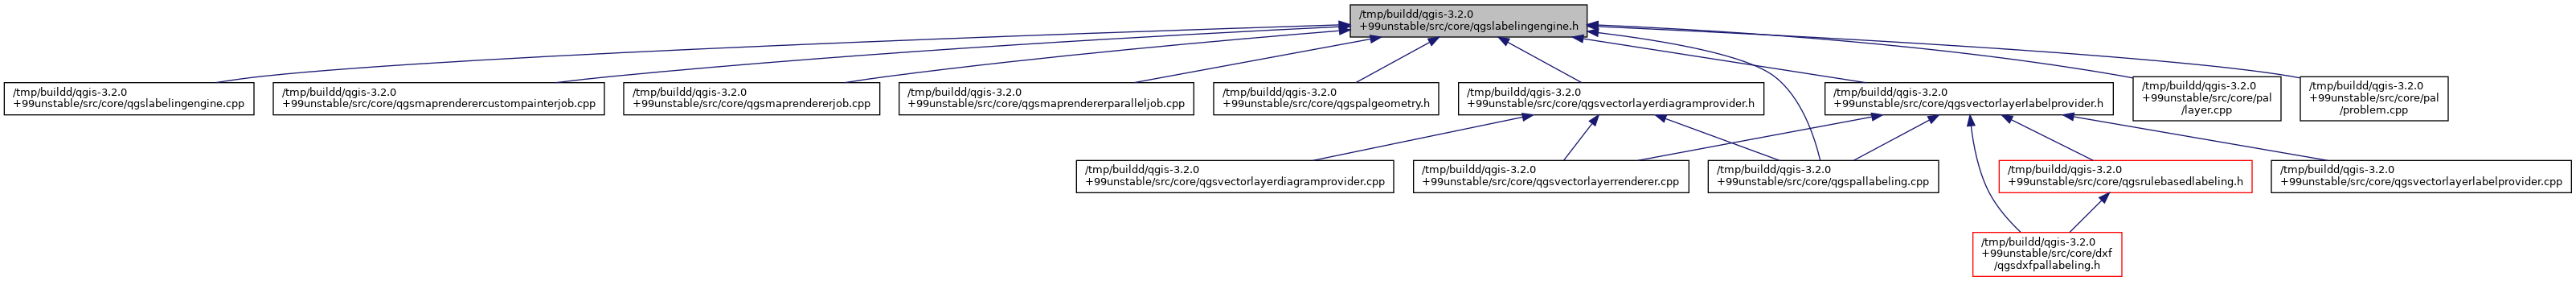 /tmp/buildd/qgis-3.2.0
+99unstable/src/core/qgslabelingengine.h
/tmp/buildd/qgis-3.2.0
+99unstable/src/core/qgslabelingengine.cpp
/tmp/buildd/qgis-3.2.0
+99unstable/src/core/qgsmaprenderercustompainterjob.cpp
/tmp/buildd/qgis-3.2.0
+99unstable/src/core/qgsmaprendererjob.cpp
/tmp/buildd/qgis-3.2.0
+99unstable/src/core/qgsmaprendererparalleljob.cpp
/tmp/buildd/qgis-3.2.0
+99unstable/src/core/qgspalgeometry.h
/tmp/buildd/qgis-3.2.0
+99unstable/src/core/qgsvectorlayerdiagramprovider.h
/tmp/buildd/qgis-3.2.0
+99unstable/src/core/qgsvectorlayerlabelprovider.h
/tmp/buildd/qgis-3.2.0
+99unstable/src/core/pal
/layer.cpp
/tmp/buildd/qgis-3.2.0
+99unstable/src/core/pal
/problem.cpp
/tmp/buildd/qgis-3.2.0
+99unstable/src/core/qgsvectorlayerdiagramprovider.cpp
/tmp/buildd/qgis-3.2.0
+99unstable/src/core/qgsvectorlayerrenderer.cpp
/tmp/buildd/qgis-3.2.0
+99unstable/src/core/qgspallabeling.cpp
/tmp/buildd/qgis-3.2.0
+99unstable/src/core/qgsrulebasedlabeling.h
/tmp/buildd/qgis-3.2.0
+99unstable/src/core/qgsvectorlayerlabelprovider.cpp
/tmp/buildd/qgis-3.2.0
+99unstable/src/core/dxf
/qgsdxfpallabeling.h